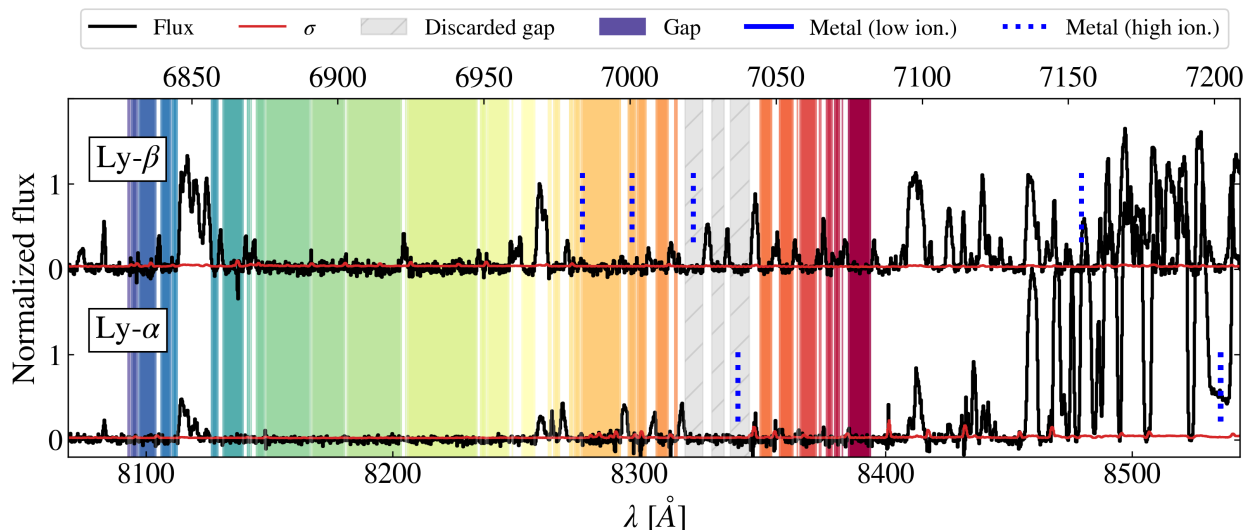 Flux σ Discarded gap Gap Metal (low ion.) Metal (high ion.)
6850 6900 6950 7000 7050 7100 7150 7200
Ly-β
1
0
Ly-α
1
0
Normalized flux
8100 8200 8300 8400 8500
λ [Å]